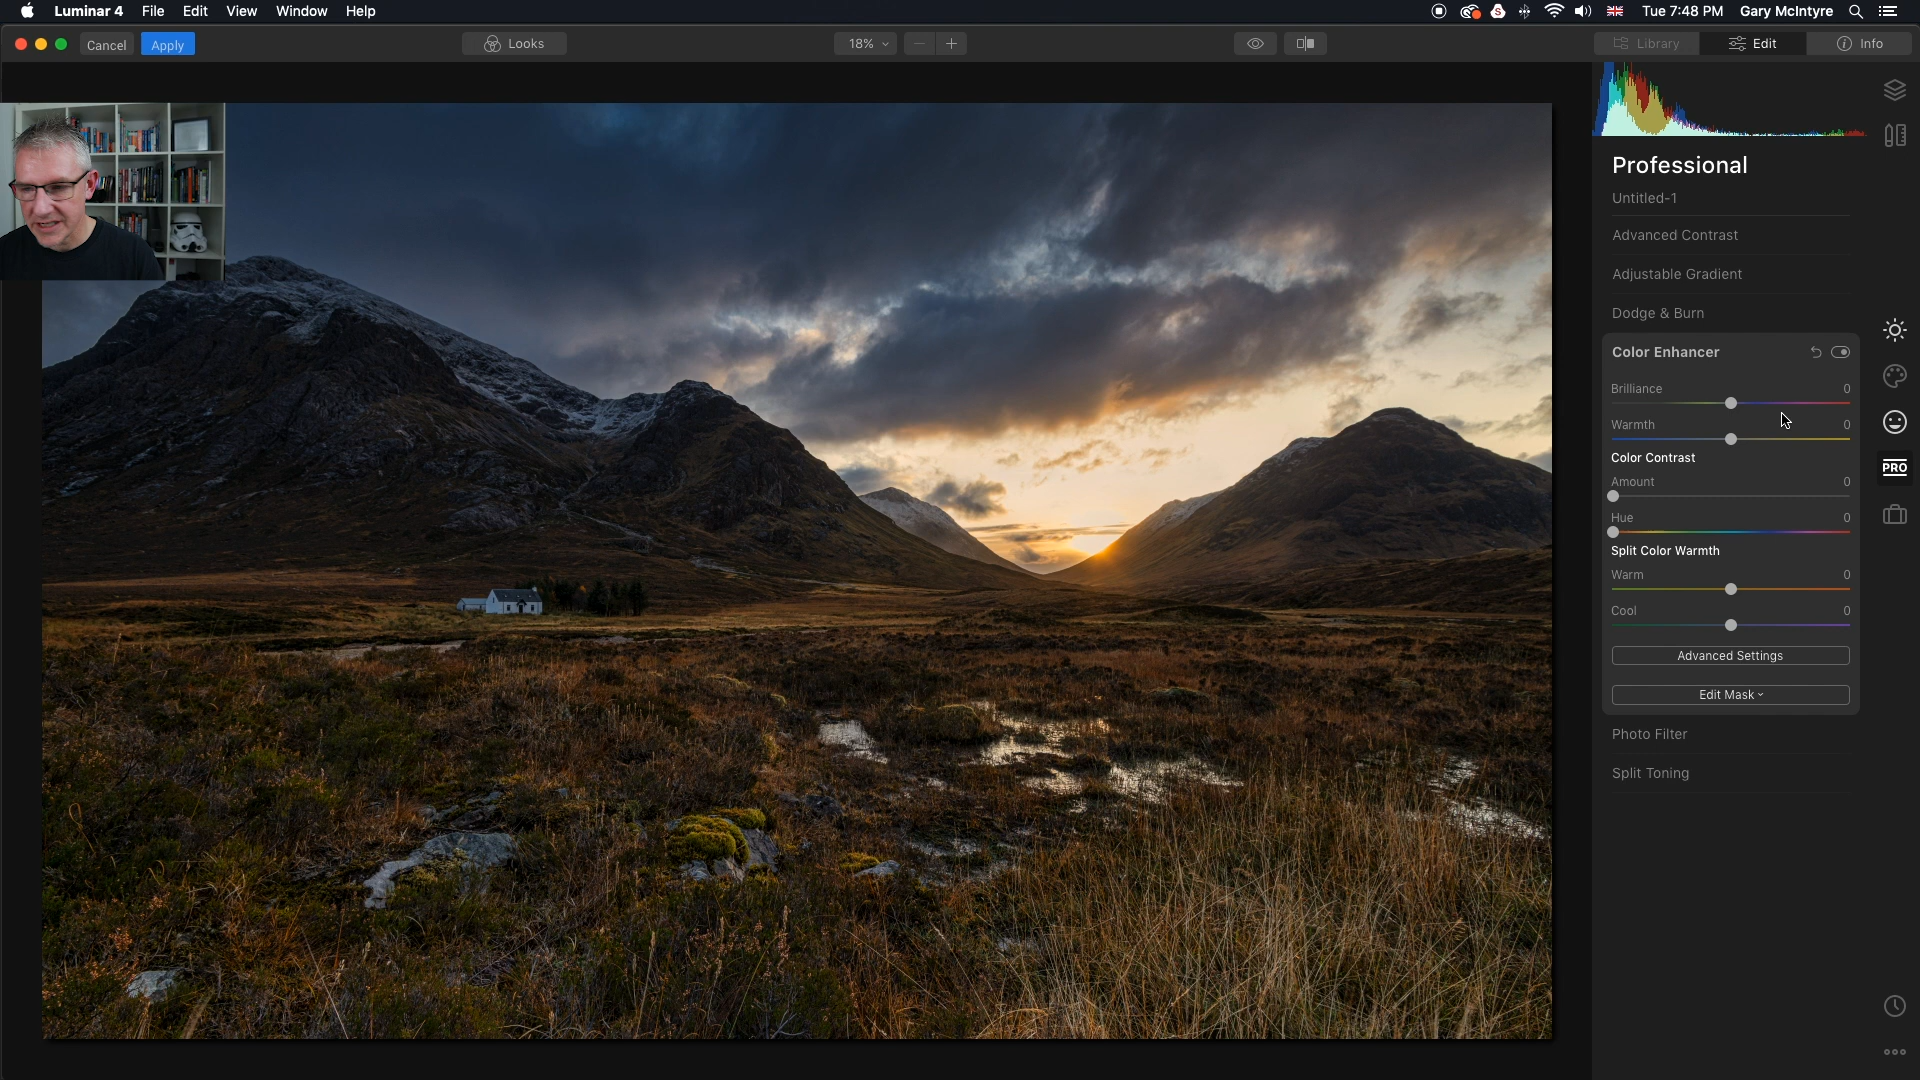 Luminar 4 File Edit View Window Help Tue 7:48 PM Gary McIntyre
Cancel Apply Looks 18% Library Edit Info
Professional
Untitled-1
Advanced Contrast
Adjustable Gradient
Dodge & Burn
Color Enhancer
Brilliance 0
Warmth 0
Color Contrast
Amount 0
Hue 0
Split Color Warmth
Warm 0
Cool 0
Advanced Settings
Edit Mask
Photo Filter
Split Toning
PRO